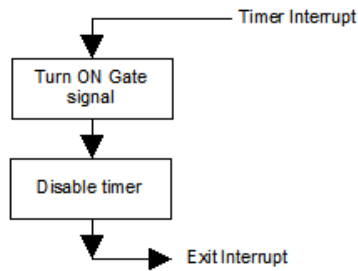 Timer Interrupt
Turn ON Gate
signal
Disable timer
Exit Interrupt